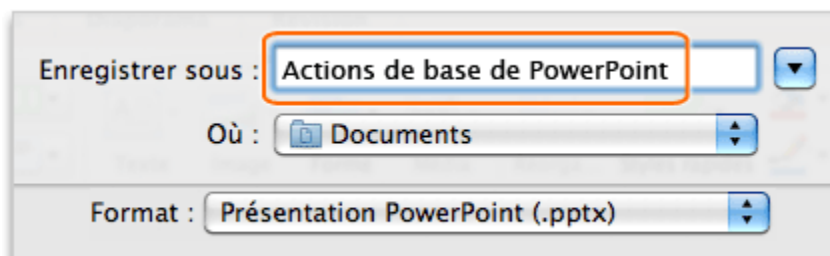 Enregistrer sous : Actions de base de PowerPoint
Où : Documents
Format : Présentation PowerPoint (.pptx)